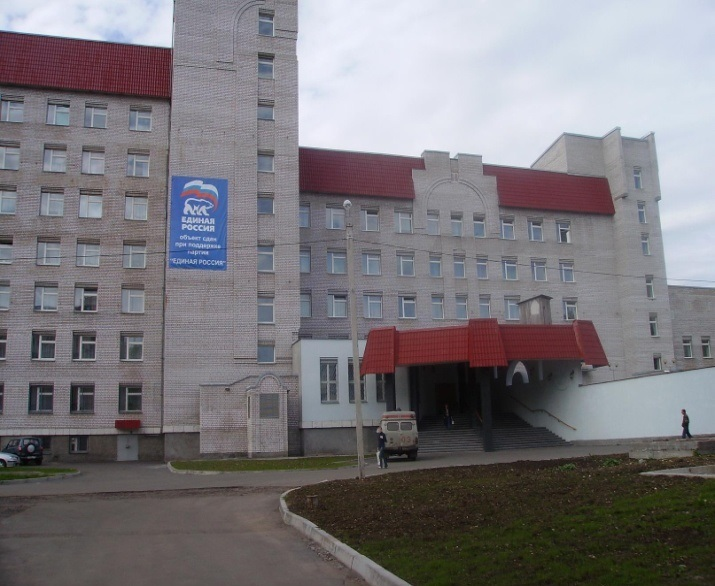 ЕДИНАЯ
РОССИЯ
объект сдан
при поддержке
партии
"ЕДИНАЯ РОССИЯ"